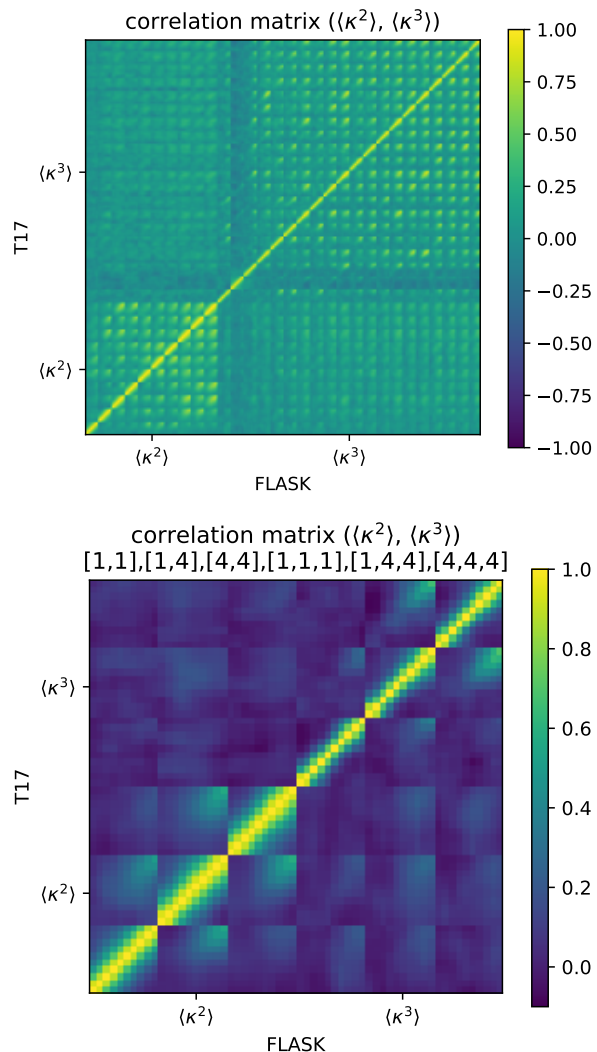 correlation matrix (⟨κ²⟩, ⟨κ³⟩)
1.00
0.75
0.50
0.25
0.00
−0.25
−0.50
−0.75
−1.00
⟨κ³⟩
T17
⟨κ²⟩
⟨κ²⟩ ⟨κ³⟩
FLASK
correlation matrix (⟨κ²⟩, ⟨κ³⟩)
[1,1],[1,4],[4,4],[1,1,1],[1,4,4],[4,4,4]
1.0
0.8
0.6
0.4
0.2
0.0
⟨κ³⟩
T17
⟨κ²⟩
⟨κ²⟩ ⟨κ³⟩
FLASK